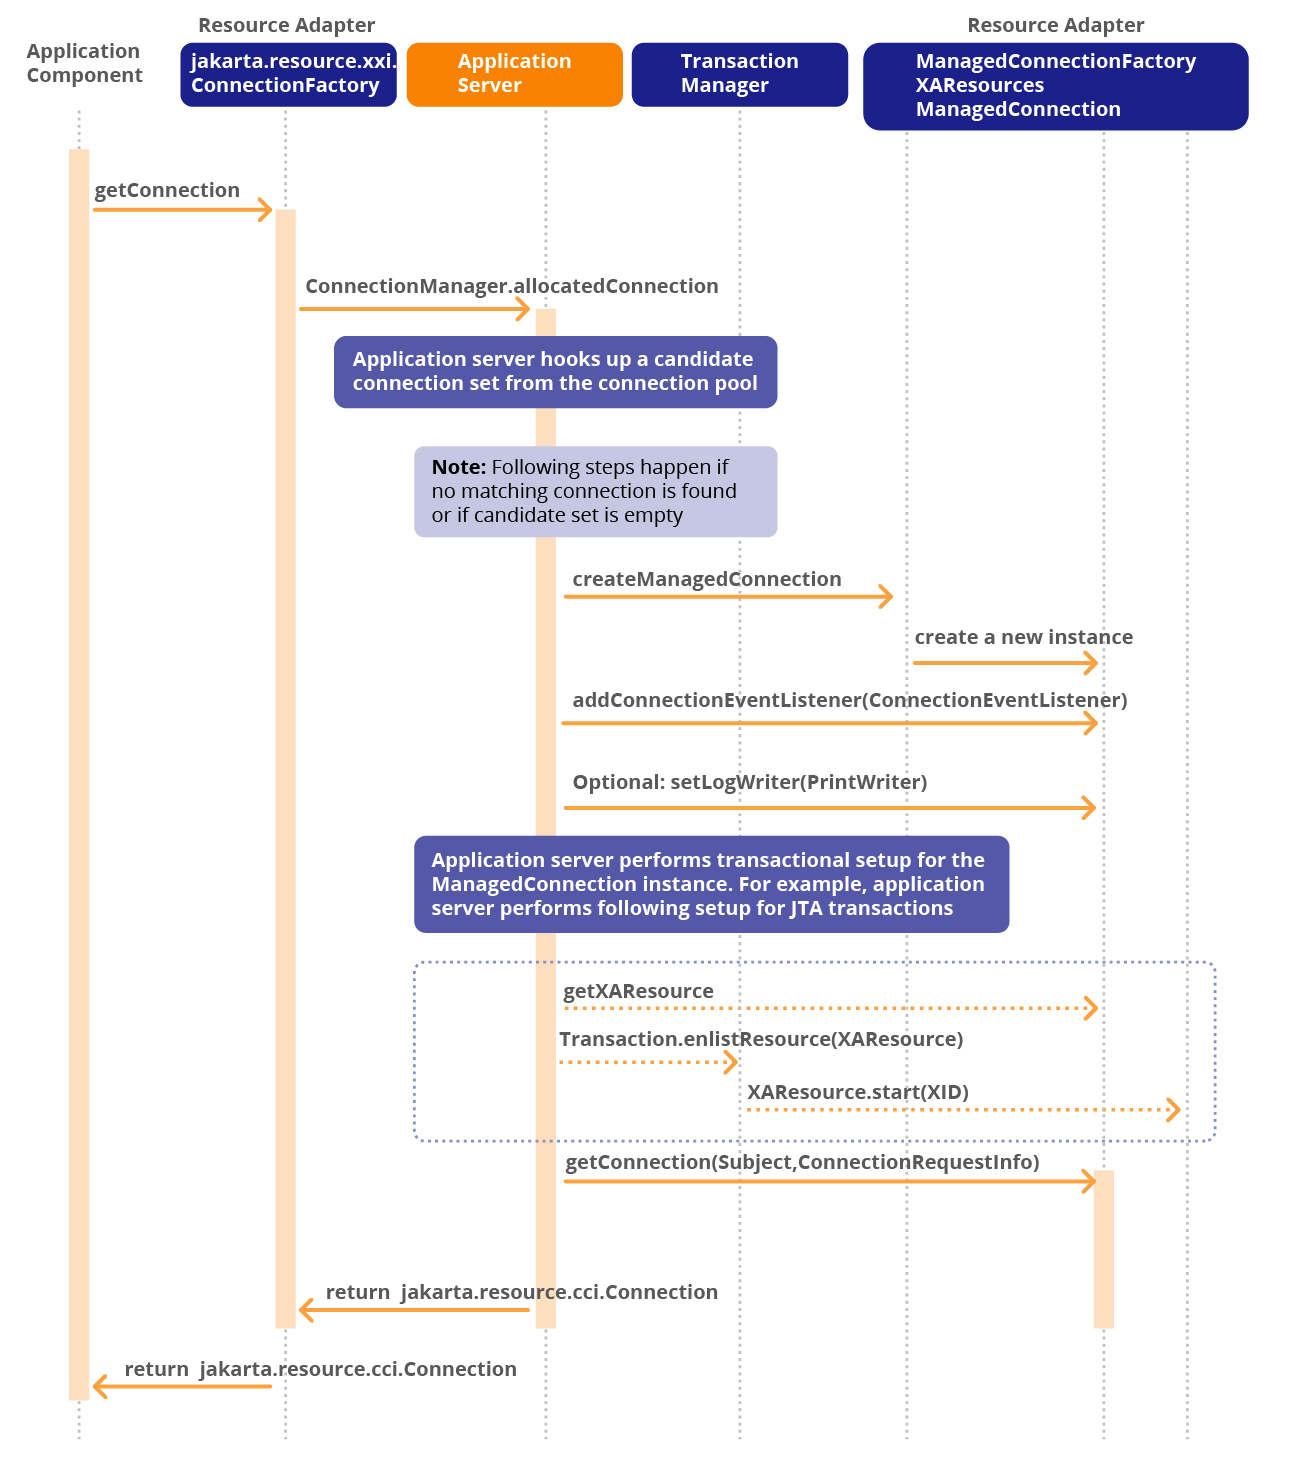 Resource Adapter
Resource Adapter
Application
Component
jakarta.resource.xxi.
ConnectionFactory
Application
Server
Transaction
Manager
ManagedConnectionFactory
XAResources
ManagedConnection
getConnection
ConnectionManager.allocatedConnection
Application server hooks up a candidate
connection set from the connection pool
Note: Following steps happen if
no matching connection is found
or if candidate set is empty
createManagedConnection
create a new instance
addConnectionEventListener(ConnectionEventListener)
Optional: setLogWriter(PrintWriter)
Application server performs transactional setup for the
ManagedConnection instance. For example, application
server performs following setup for JTA transactions
getXAResource
Transaction.enlistResource(XAResource)
XAResource.start(XID)
getConnection(Subject,ConnectionRequestInfo)
return  jakarta.resource.cci.Connection
return  jakarta.resource.cci.Connection